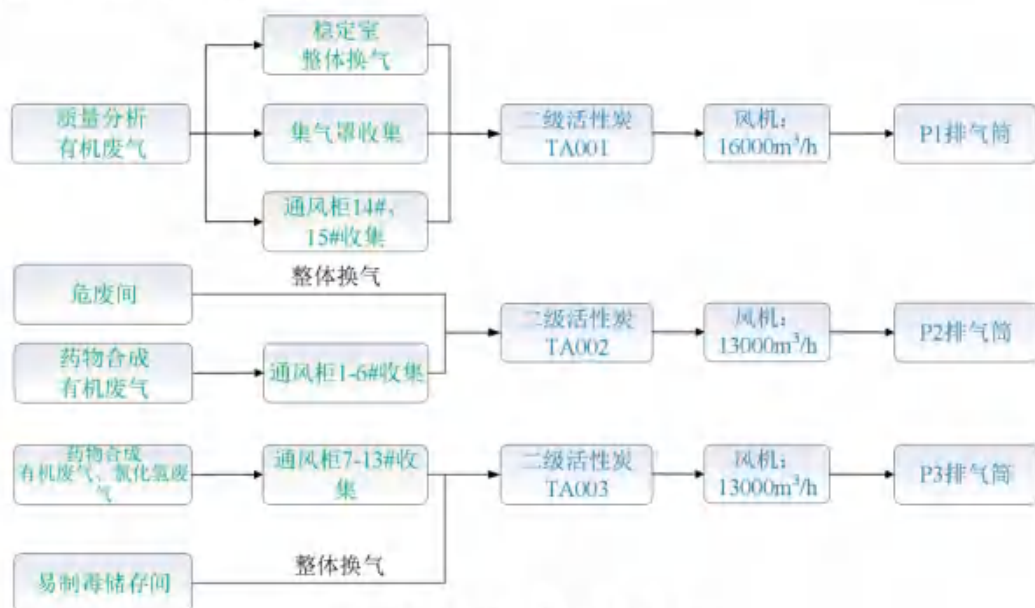 稳定室
整体换气
质量分析
有机废气
集气罩收集
二级活性炭
TA001
风机：
16000m³/h
P1排气筒
通风柜14#、
15#收集
整体换气
危废间
二级活性炭
TA002
风机：
13000m³/h
P2排气筒
药物合成
有机废气
通风柜1-6#收集
药物合成
有机废气、氯化氢废
气
通风柜7-13#收
集
二级活性炭
TA003
风机：
13000m³/h
P3排气筒
整体换气
易制毒储存间